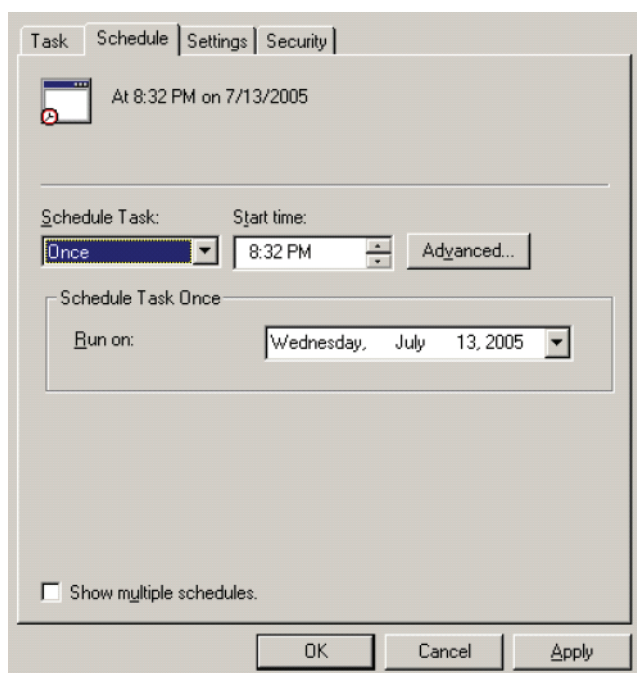 Task Schedule Settings Security
At 8:32 PM on 7/13/2005
Schedule Task: Start time:
Once 8:32 PM Advanced...
Schedule Task Once
Run on: Wednesday, July 13, 2005
Show multiple schedules.
OK Cancel Apply